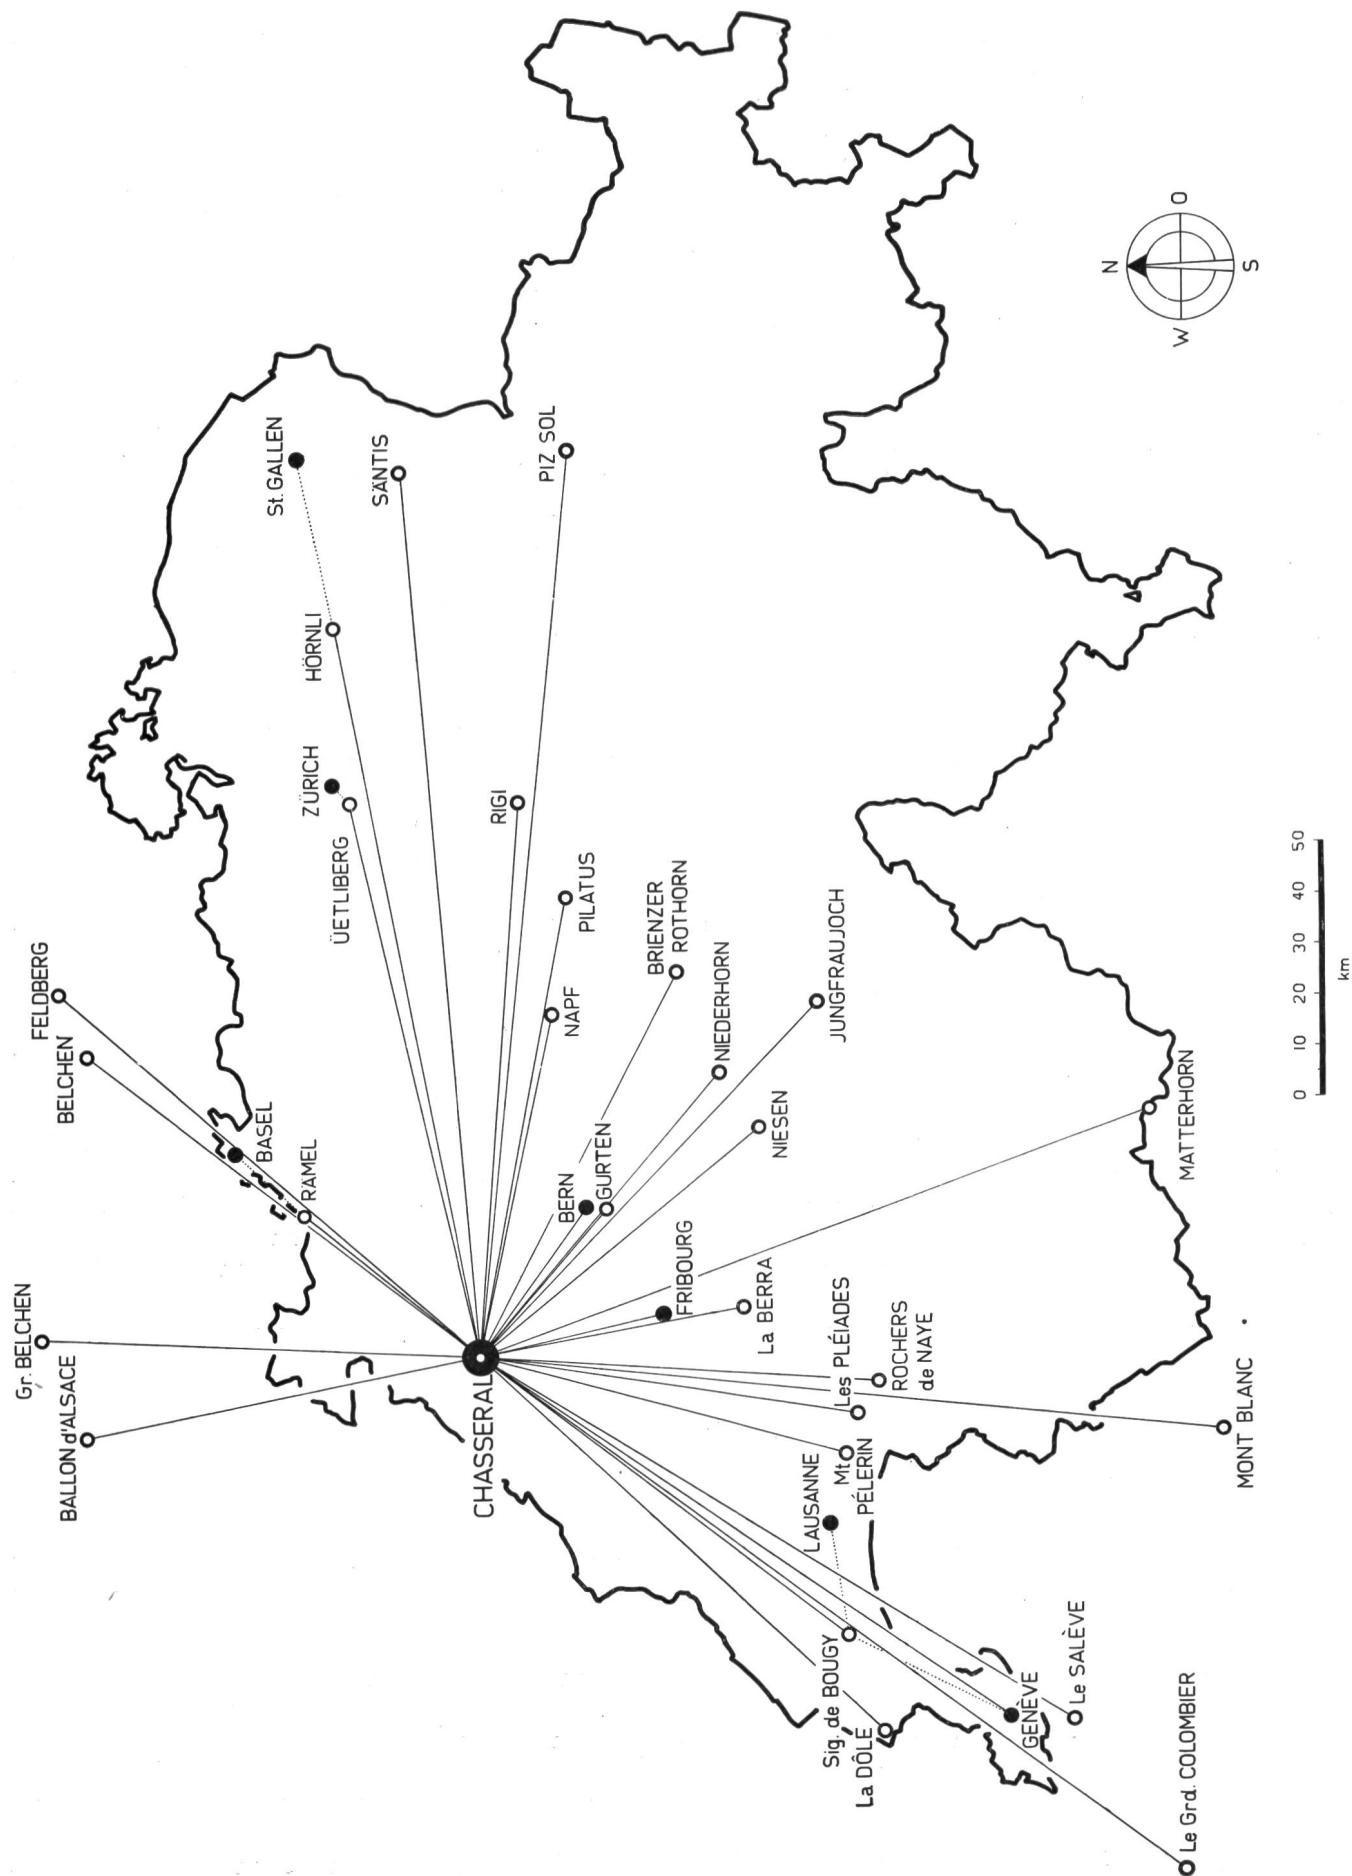 Gr. BELCHEN
BALLON d'ALSACE
FELDBERG
BELCHEN
BASEL
RÄMEL
St. GALLEN
SÄNTIS
HÖRNLI
ZÜRICH
ÜETLIBERG
PIZ SOL
RIGI
PILATUS
NAPF
BRIENZER
ROTHORN
NIEDERHORN
JUNGFRAUJOCH
NIESEN
BERN
GURTEN
FRIBOURG
La BERRA
MATTERHORN
CHASSERAL
Les PLÉIADES
ROCHERS
de NAYE
MONT BLANC
Mt.
PÉLERIN
LAUSANNE
Sig. de BOUGY
La DÔLE
GENÈVE
Le SALÈVE
Le Grd. COLOMBIER
N
W
O
S
0 10 20 30 40 50
km